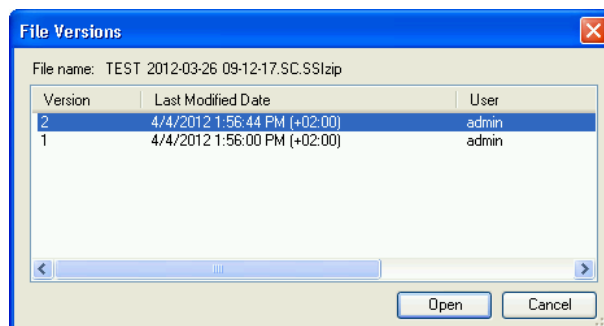 File Versions
File name: TEST 2012-03-26 09-12-17.SC.SSIzip
Version Last Modified Date User
2 4/4/2012 1:56:44 PM (+02:00) admin
1 4/4/2012 1:56:00 PM (+02:00) admin
Open Cancel